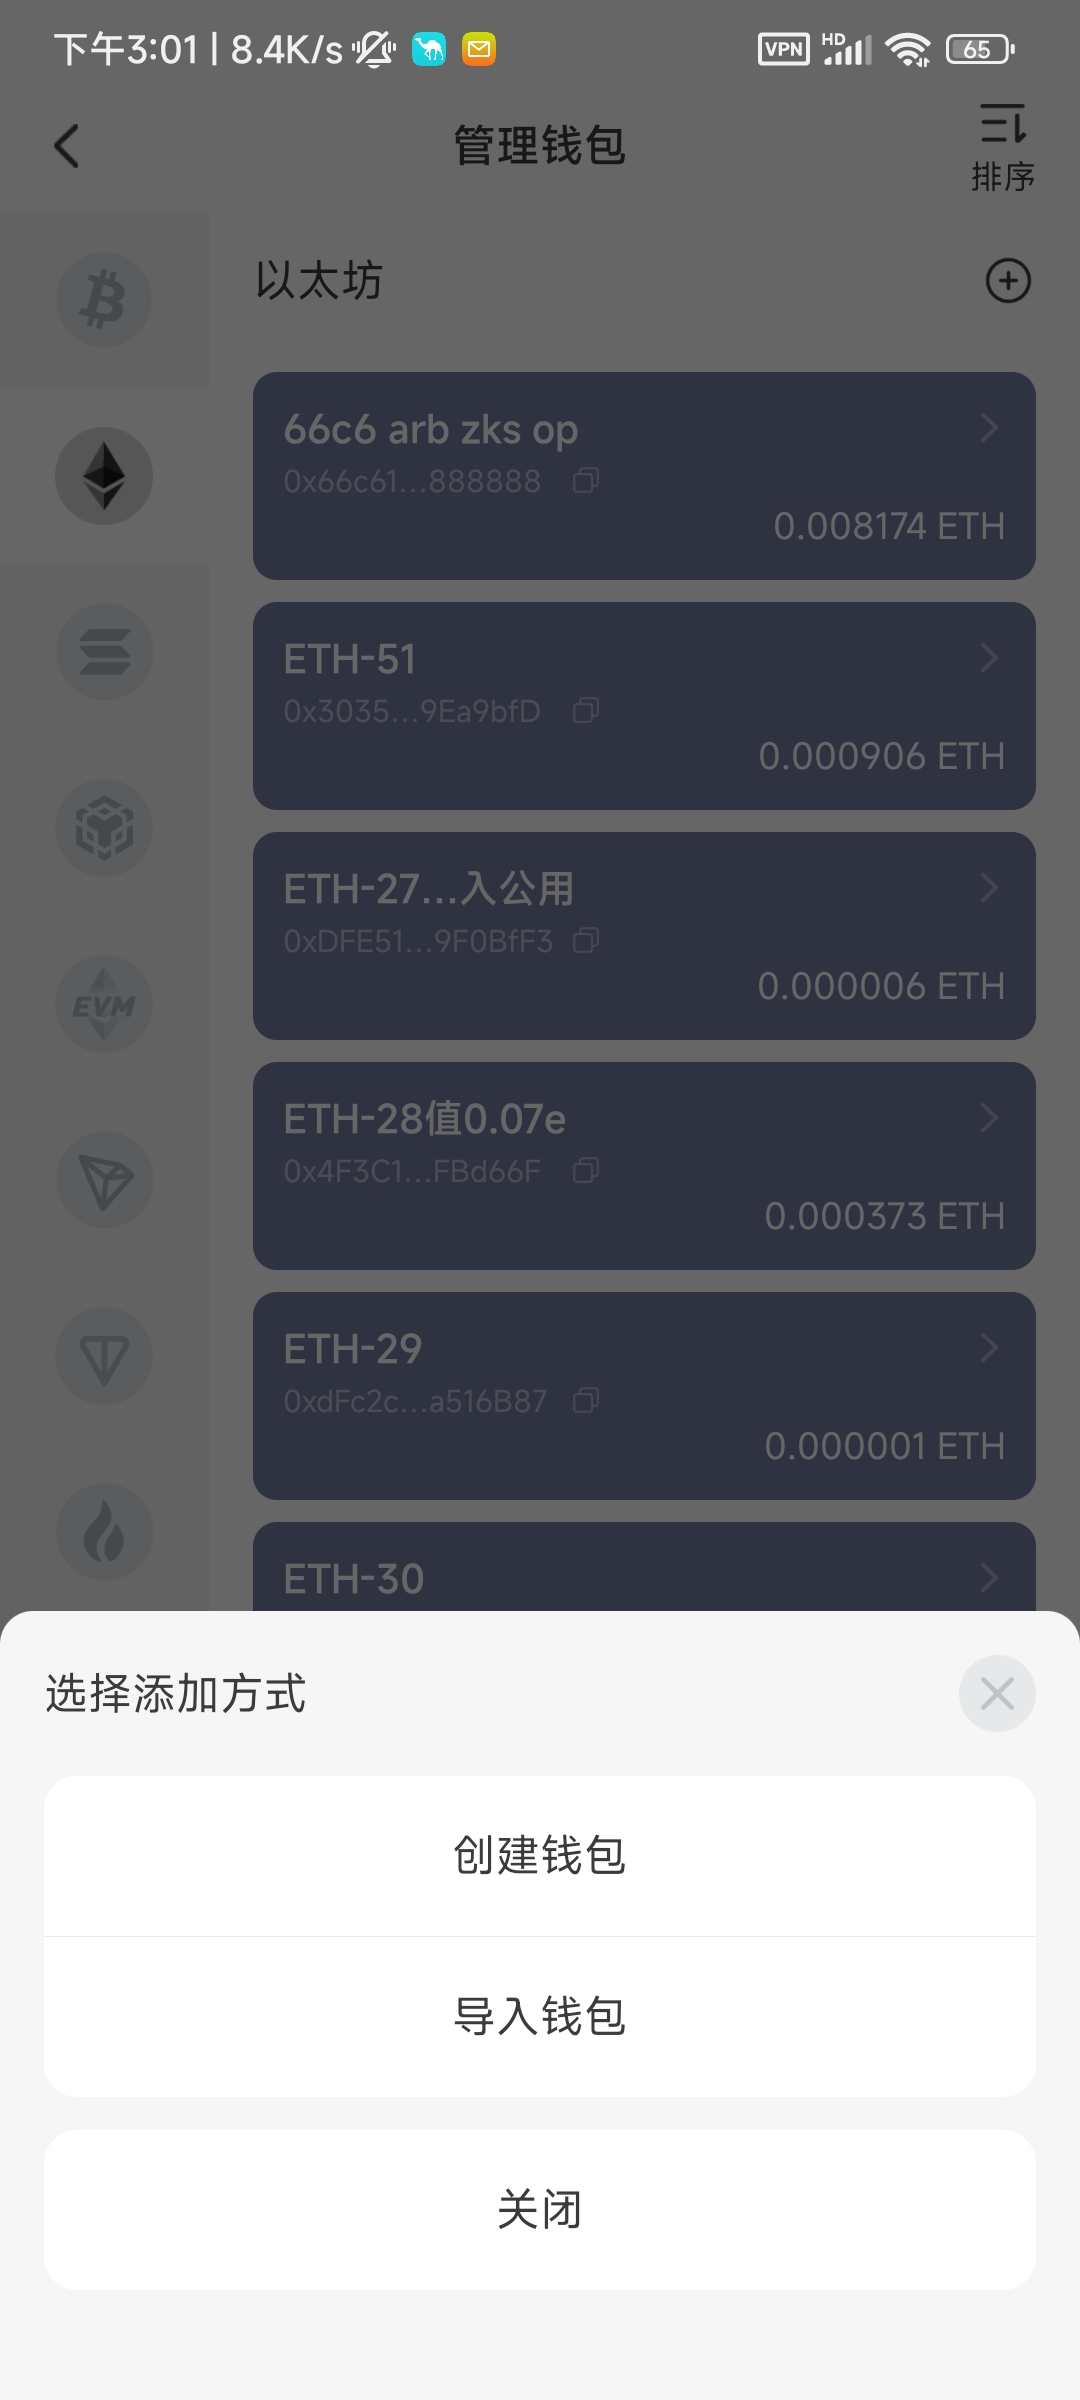 下午3:01 | 8.4K/s
VPN HD 65
管理钱包
排序
以太坊
66c6 arb zks op
0x66c61...888888
0.008174 ETH
ETH-51
0x3035...9Ea9bfD
0.000906 ETH
ETH-27...入公用
0xDFE51...9F0BfF3
0.000006 ETH
ETH-28值0.07e
0x4F3C1...FBd66F
0.000373 ETH
EVM
ETH-29
0xdFc2c...a516B87
0.000001 ETH
ETH-30
选择添加方式
创建钱包
导入钱包
关闭